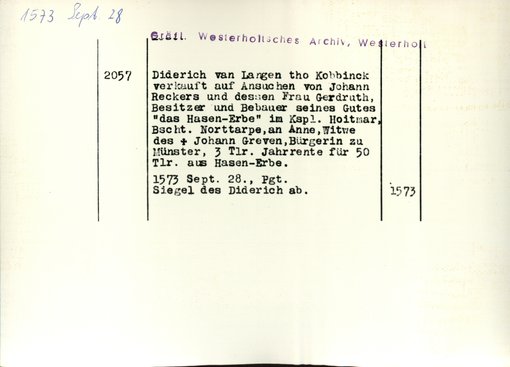 1573 Sept 28
Gräfl. Westerholtsches Archiv, Westerholt
2057
Diderich van Langen tho Kobbinck
verkauft auf Ansuchen von Johann
Reckers und dessen Frau Gerdruth,
Besitzer und Bebauer seines Gutes
"das Hasen-Erbe" im Kspl. Hoitmar,
Bscht. Norttarpe,an Anne,Witwe
des + Johann Greven,Bürgerin zu
Münster, 3 Tlr. Jahrrente für 50
Tlr. aus Hasen-Erbe.
1573 Sept. 28., Pgt.
Siegel des Diderich ab.
1573